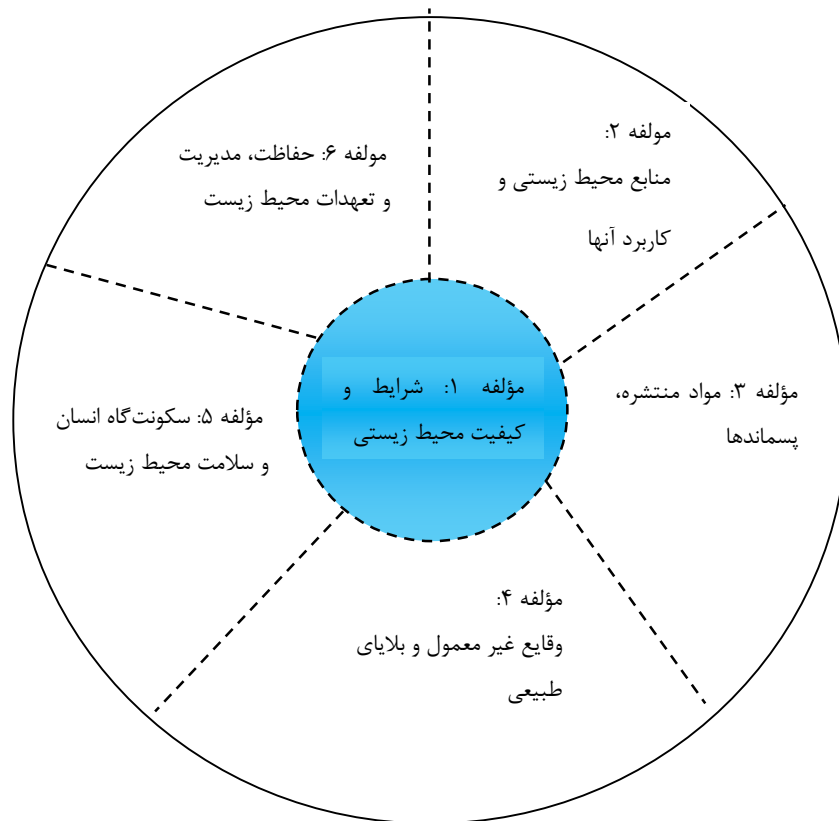 مؤلفه ۱: شرایط و
کیفیت محیط زیستی
مولفه ۲:
منابع محیط زیستی و
کاربرد آنها
مؤلفه ۳: مواد منتشره،
پسماندها
مؤلفه ۴:
وقایع غیر معمول و بلایای
طبیعی
مؤلفه ۵: سکونت‌گاه انسان
و سلامت محیط زیست
مولفه ۶: حفاظت، مدیریت
و تعهدات محیط زیست